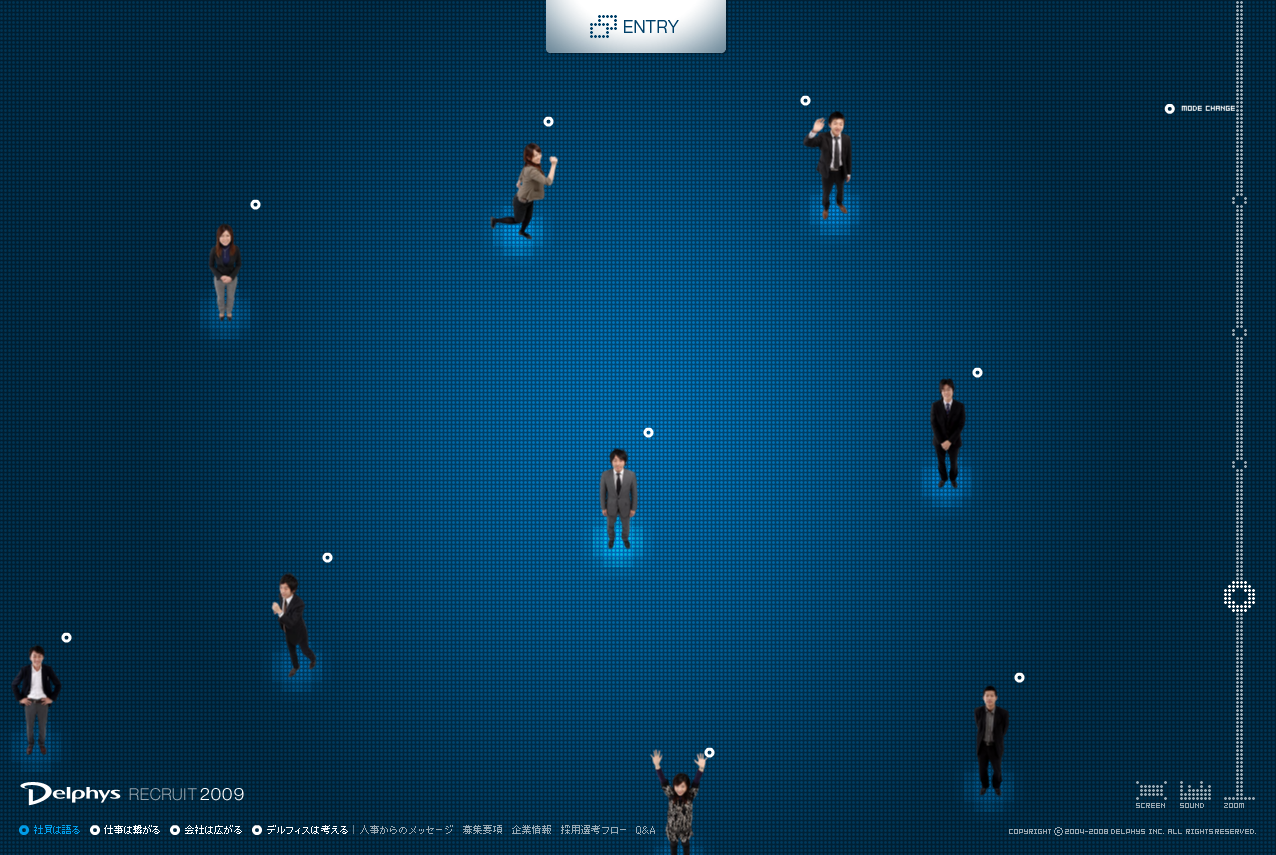 ENTRY
MODE CHANGE
Delphys RECRUIT 2009
SCREEN SOUND ZOOM
社員は語る 仕事は繋がる 会社は広がる デルフィスは考える | 人事からのメッセージ 募集要項 企業情報 採用選考フロー Q&A
COPYRIGHT © 2004-2008 DELPHYS INC. ALL RIGHTS RESERVED.